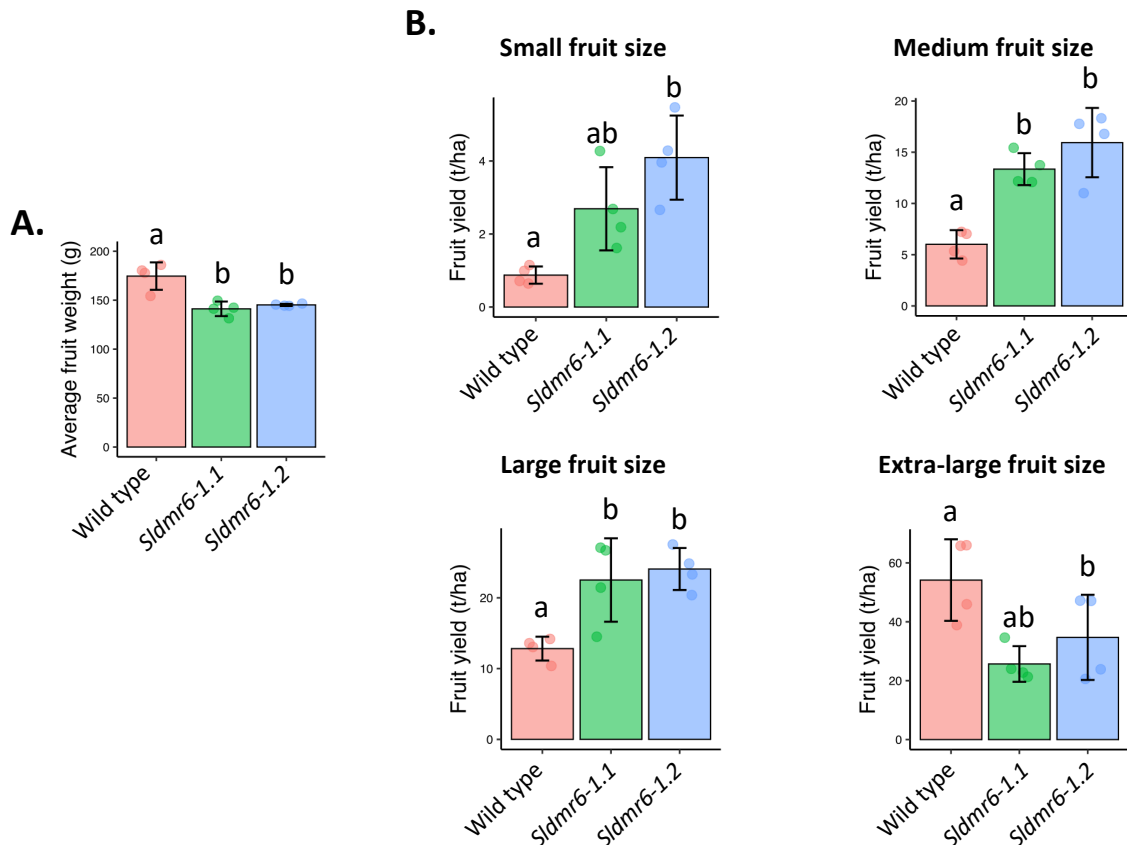 A.
Average fruit weight (g)
200
150
100
50
0
a
b
b
Wild type
Sldmr6-1.1
Sldmr6-1.2
B.
Small fruit size
Fruit yield (t/ha)
4
2
0
a
ab
b
Wild type
Sldmr6-1.1
Sldmr6-1.2
Medium fruit size
Fruit yield (t/ha)
20
15
10
5
0
a
b
b
Wild type
Sldmr6-1.1
Sldmr6-1.2
Large fruit size
Fruit yield (t/ha)
20
10
0
a
b
b
Wild type
Sldmr6-1.1
Sldmr6-1.2
Extra-large fruit size
Fruit yield (t/ha)
60
40
20
0
a
ab
b
Wild type
Sldmr6-1.1
Sldmr6-1.2